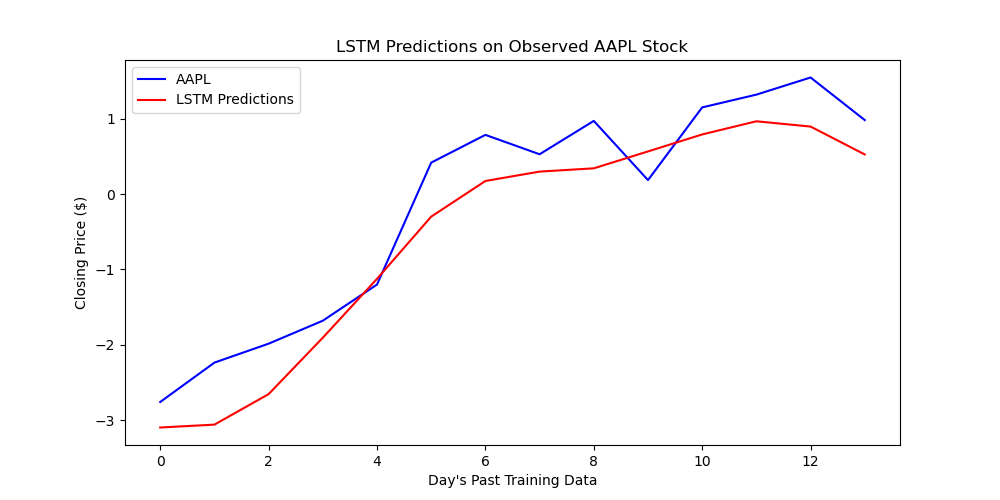 LSTM Predictions on Observed AAPL Stock
AAPL
LSTM Predictions
Closing Price ($)
1
0
−1
−2
−3
0 2 4 6 8 10 12
Day's Past Training Data